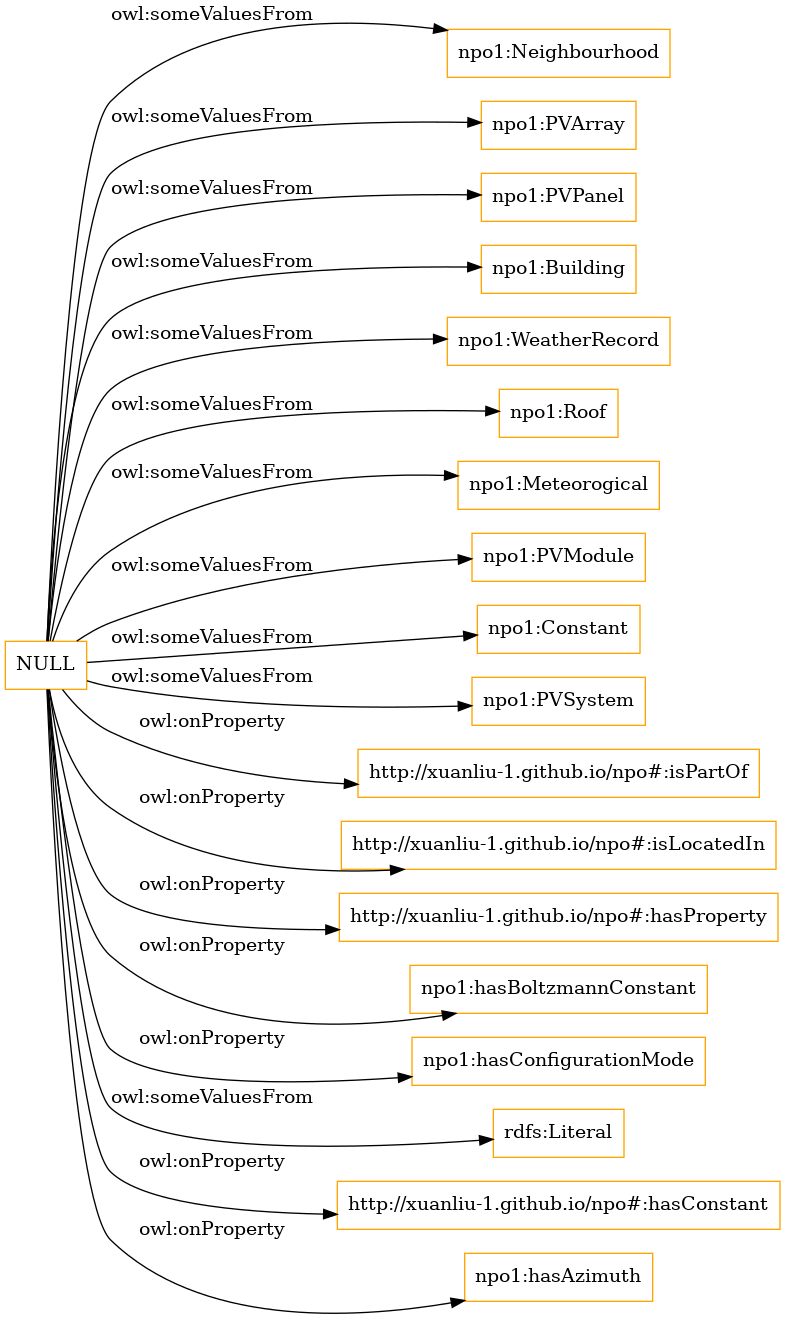 owl:someValuesFrom
npo1:Neighbourhood
owl:someValuesFrom
npo1:PVArray
owl:someValuesFrom
npo1:PVPanel
owl:someValuesFrom
npo1:Building
owl:someValuesFrom
npo1:WeatherRecord
owl:someValuesFrom
npo1:Roof
owl:someValuesFrom
npo1:Meteorogical
owl:someValuesFrom
npo1:PVModule
owl:someValuesFrom
npo1:Constant
NULL
owl:someValuesFrom
npo1:PVSystem
owl:onProperty
http://xuanliu-1.github.io/npo#:isPartOf
owl:onProperty
http://xuanliu-1.github.io/npo#:isLocatedIn
owl:onProperty
http://xuanliu-1.github.io/npo#:hasProperty
owl:onProperty
npo1:hasBoltzmannConstant
owl:onProperty
npo1:hasConfigurationMode
owl:someValuesFrom
rdfs:Literal
owl:onProperty
http://xuanliu-1.github.io/npo#:hasConstant
owl:onProperty
npo1:hasAzimuth